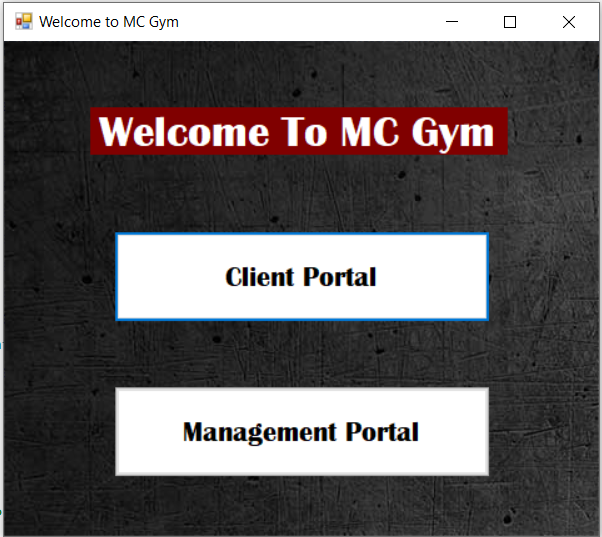 Welcome to MC Gym
Welcome To MC Gym
Client Portal
Management Portal